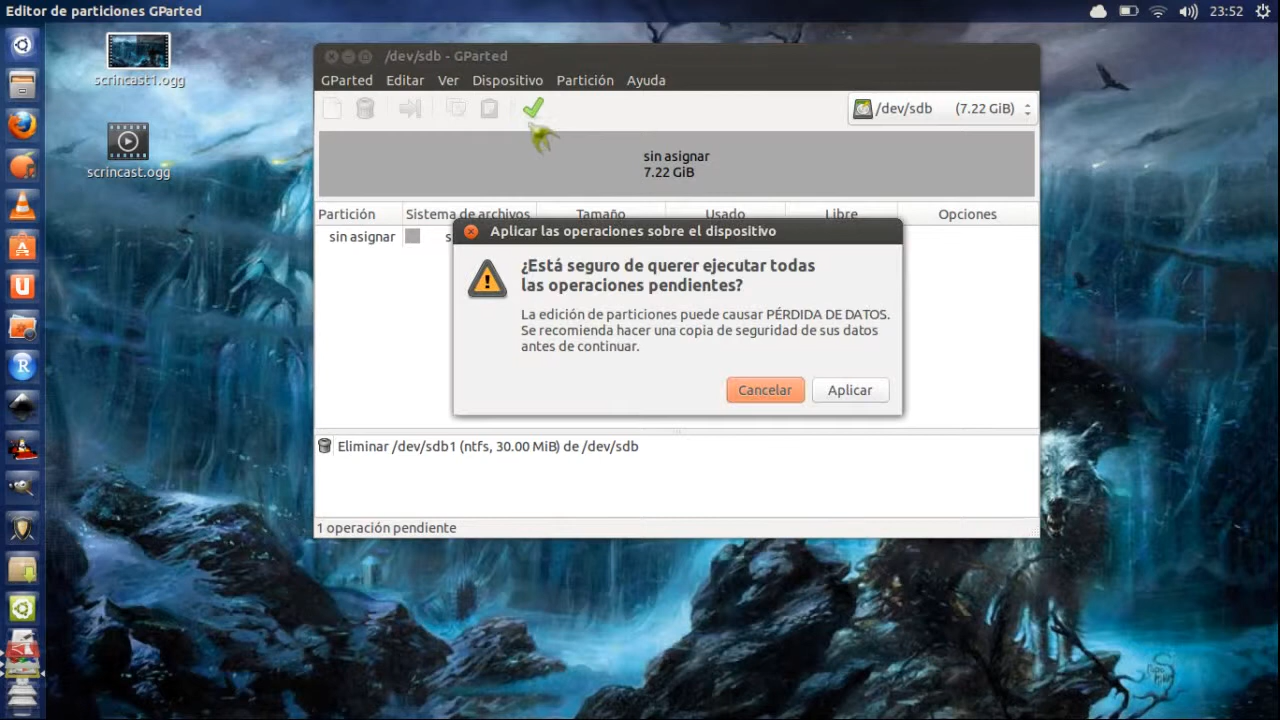 Editor de particiones GParted
23:52
scrincast1.ogg
scrincast.ogg
/dev/sdb - GParted
GParted Editar Ver Dispositivo Partición Ayuda
/dev/sdb (7.22 GiB)
sin asignar
7.22 GiB
Partición Sistema de archivos Tamaño Usado Libre Opciones
sin asignar s
Aplicar las operaciones sobre el dispositivo
¿Está seguro de querer ejecutar todas
las operaciones pendientes?
La edición de particiones puede causar PÉRDIDA DE DATOS.
Se recomienda hacer una copia de seguridad de sus datos
antes de continuar.
Cancelar Aplicar
Eliminar /dev/sdb1 (ntfs, 30.00 MiB) de /dev/sdb
1 operación pendiente